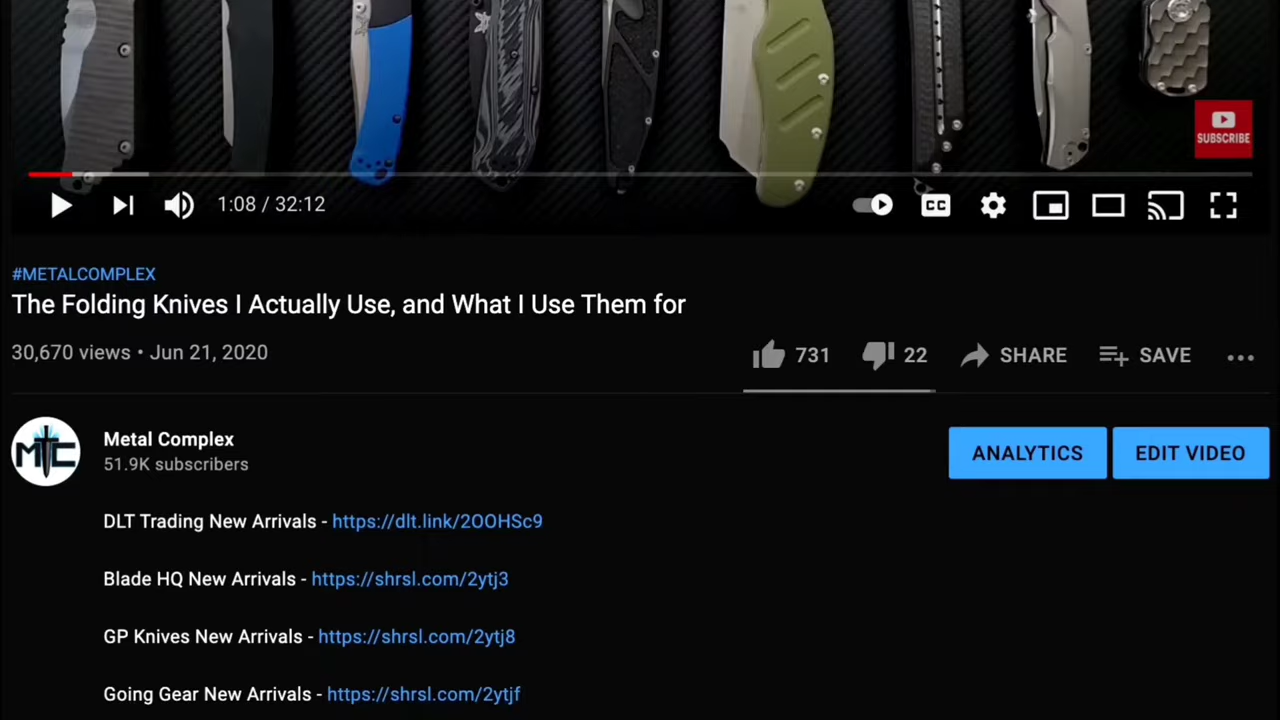 SUBSCRIBE
1:08 / 32:12
CC
#METALCOMPLEX
The Folding Knives I Actually Use, and What I Use Them for
30,670 views • Jun 21, 2020
731 22 SHARE SAVE
MTC
Metal Complex
51.9K subscribers
ANALYTICS EDIT VIDEO
DLT Trading New Arrivals - https://dlt.link/2OOHSc9
Blade HQ New Arrivals - https://shrsl.com/2ytj3
GP Knives New Arrivals - https://shrsl.com/2ytj8
Going Gear New Arrivals - https://shrsl.com/2ytjf